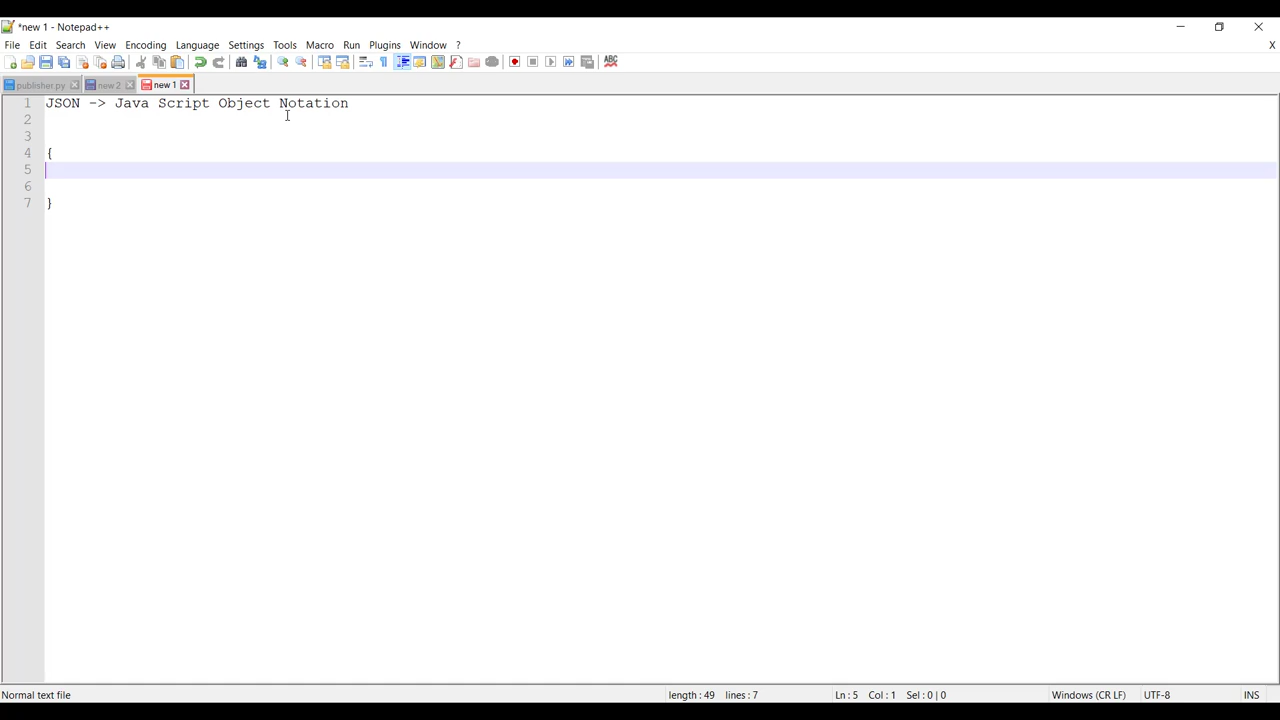 *new 1 - Notepad++
File Edit Search View Encoding Language Settings Tools Macro Run Plugins Window ? X
publisher.py new 2 new 1
1 JSON -> Java Script Object Notation
2
3
4 {
5
6
7 }
Normal text file length : 49 lines : 7 Ln : 5 Col : 1 Sel : 0 | 0 Windows (CR LF) UTF-8 INS